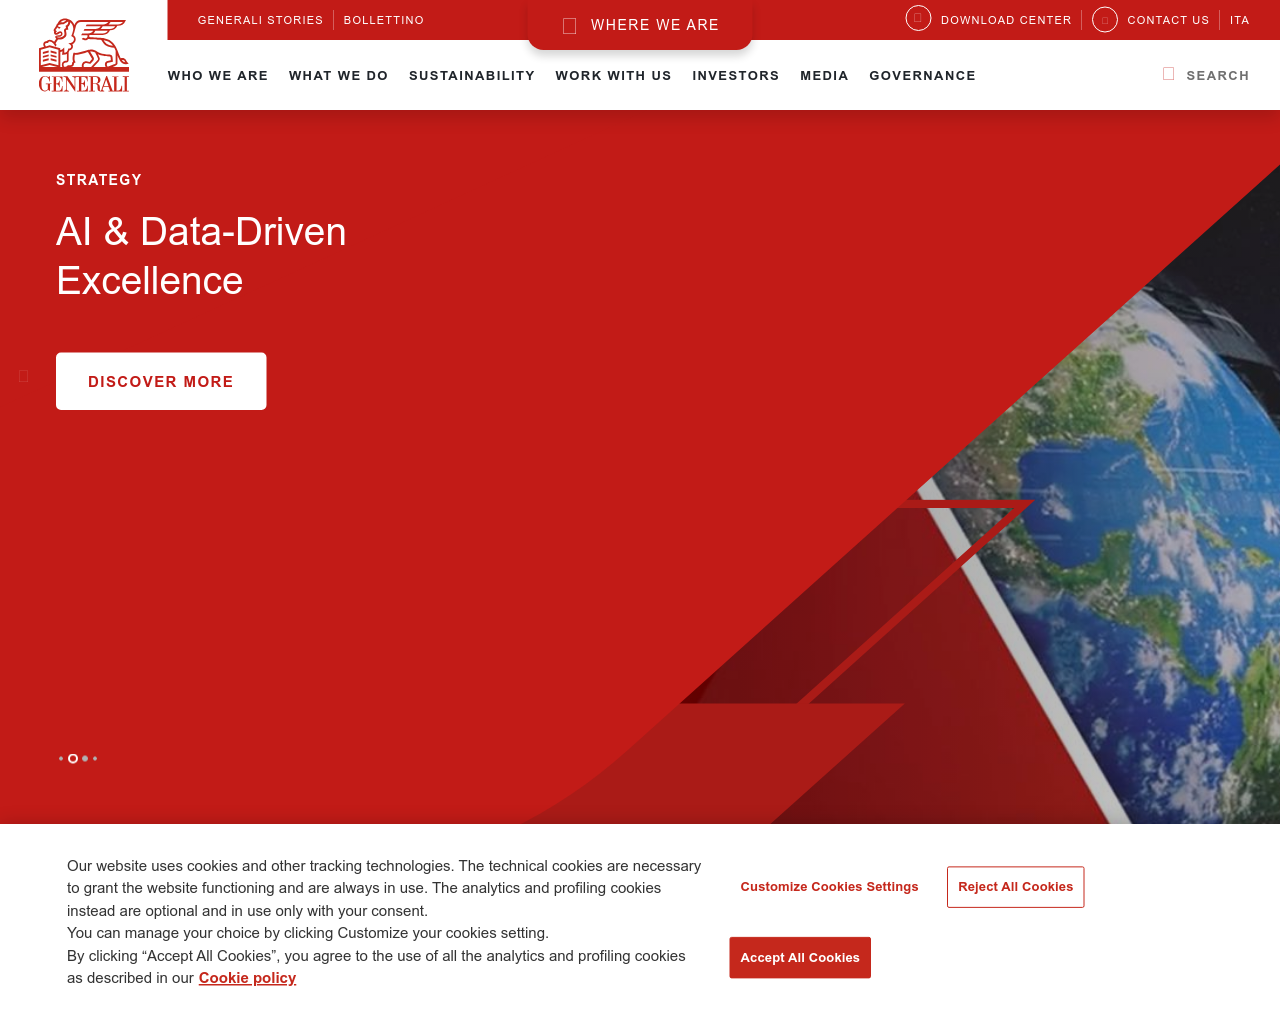 GENERALI STORIES
BOLLETTINO
WHERE WE ARE
DOWNLOAD CENTER
CONTACT US
ITA
GENERALI
WHO WE ARE
WHAT WE DO
SUSTAINABILITY
WORK WITH US
INVESTORS
MEDIA
GOVERNANCE
SEARCH
STRATEGY
AI & Data-Driven
Excellence
DISCOVER MORE
Our website uses cookies and other tracking technologies. The technical cookies are necessary
to grant the website functioning and are always in use. The analytics and profiling cookies
instead are optional and in use only with your consent.
You can manage your choice by clicking Customize your cookies setting.
By clicking “Accept All Cookies”, you agree to the use of all the analytics and profiling cookies
as described in our Cookie policy
Customize Cookies Settings
Reject All Cookies
Accept All Cookies